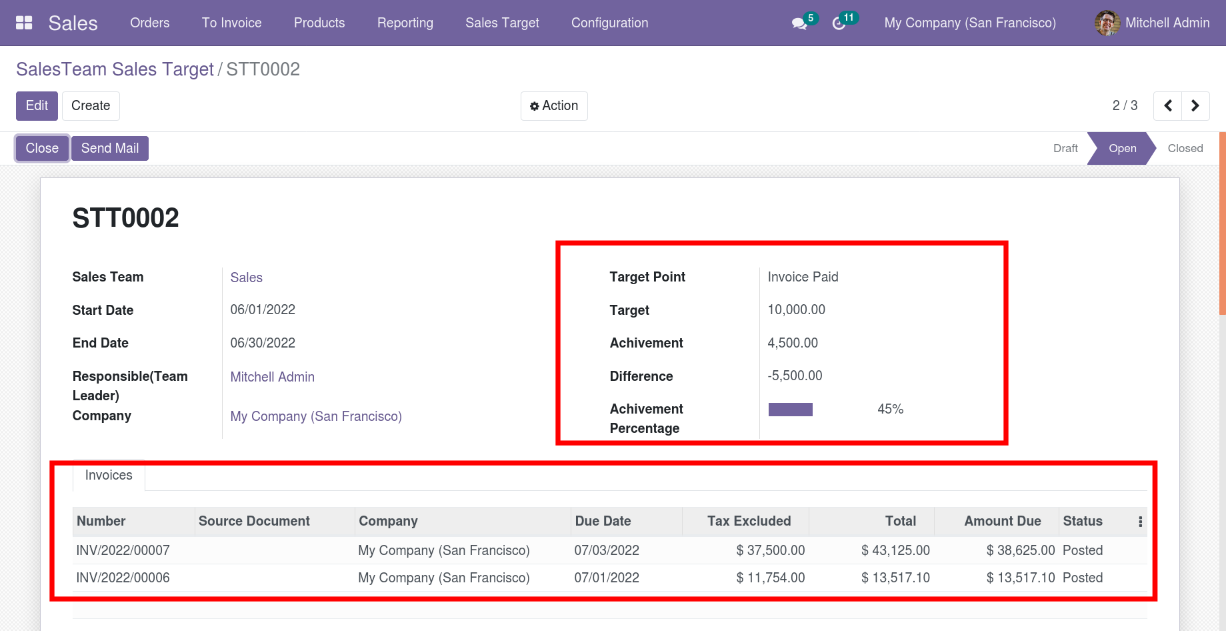 Sales Orders To Invoice Products Reporting Sales Target Configuration 5 11 My Company (San Francisco) Mitchell Admin
SalesTeam Sales Target / STT0002
Edit Create Action 2 / 3
Close Send Mail Draft Open Closed
STT0002
Sales Team Sales
Start Date 06/01/2022
End Date 06/30/2022
Responsible(Team
Leader) Mitchell Admin
Company My Company (San Francisco)
Target Point Invoice Paid
Target 10,000.00
Achivement 4,500.00
Difference -5,500.00
Achivement
Percentage 45%
Invoices
Number Source Document Company Due Date Tax Excluded Total Amount Due Status
INV/2022/00007 My Company (San Francisco) 07/03/2022 $ 37,500.00 $ 43,125.00 $ 38,625.00 Posted
INV/2022/00006 My Company (San Francisco) 07/01/2022 $ 11,754.00 $ 13,517.10 $ 13,517.10 Posted